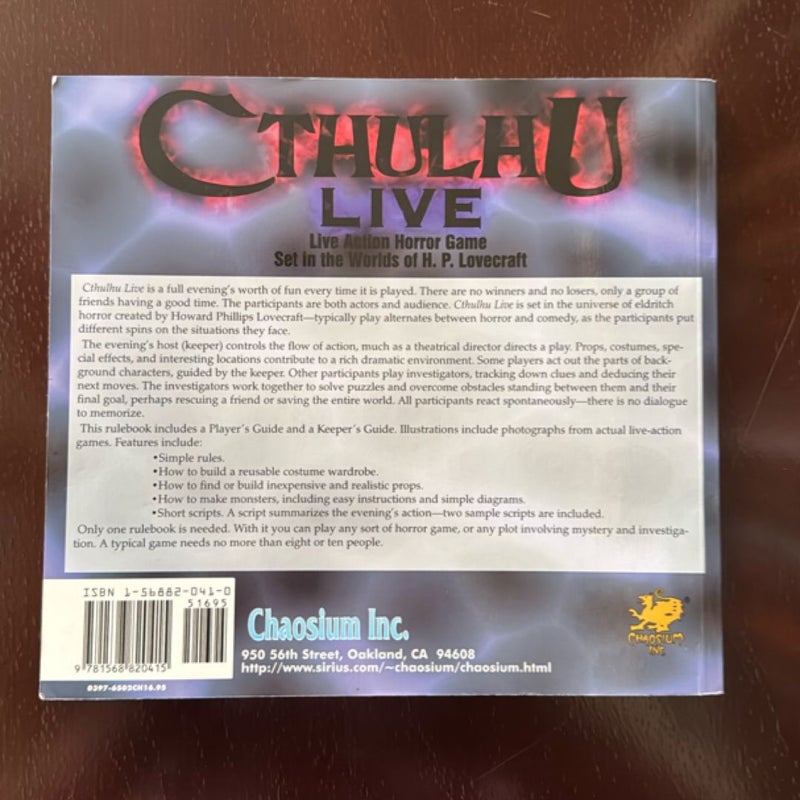 CTHULHU
LIVE
Live Action Horror Game
Set in the Worlds of H. P. Lovecraft
Cthulhu Live is a full evening's worth of fun every time it is played. There are no winners and no losers, only a group of
friends having a good time. The participants are both actors and audience. Cthulhu Live is set in the universe of eldritch
horror created by Howard Phillips Lovecraft—typically play alternates between horror and comedy, as the participants put
different spins on the situations they face.
The evening's host (keeper) controls the flow of action, much as a theatrical director directs a play. Props, costumes, spe-
cial effects, and interesting locations contribute to a rich dramatic environment. Some players act out the parts of back-
ground characters, guided by the keeper. Other participants play investigators, tracking down clues and deducing their
next moves. The investigators work together to solve puzzles and overcome obstacles standing between them and their
final goal, perhaps rescuing a friend or saving the entire world. All participants react spontaneously—there is no dialogue
to memorize.
This rulebook includes a Player's Guide and a Keeper's Guide. Illustrations include photographs from actual live-action
games. Features include:
•Simple rules.
•How to build a reusable costume wardrobe.
•How to find or build inexpensive and realistic props.
•How to make monsters, including easy instructions and simple diagrams.
•Short scripts. A script summarizes the evening's action—two sample scripts are included.
Only one rulebook is needed. With it you can play any sort of horror game, or any plot involving mystery and investiga-
tion. A typical game needs no more than eight or ten people.
ISBN 1-56882-041-0
51695
9 781568 820415
0397-6502CH16.95
Chaosium Inc.
950 56th Street, Oakland, CA 94608
http://www.sirius.com/~chaosium/chaosium.html
CHAOSIUM
INC.